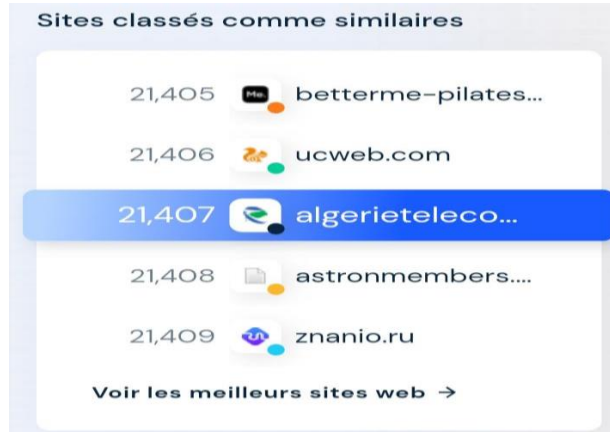 Sites classés comme similaires
21,405 Me. betterme-pilates...
21,406 ucweb.com
21,407 algerieteleco...
21,408 astronmembers....
21,409 znanio.ru
Voir les meilleurs sites web →